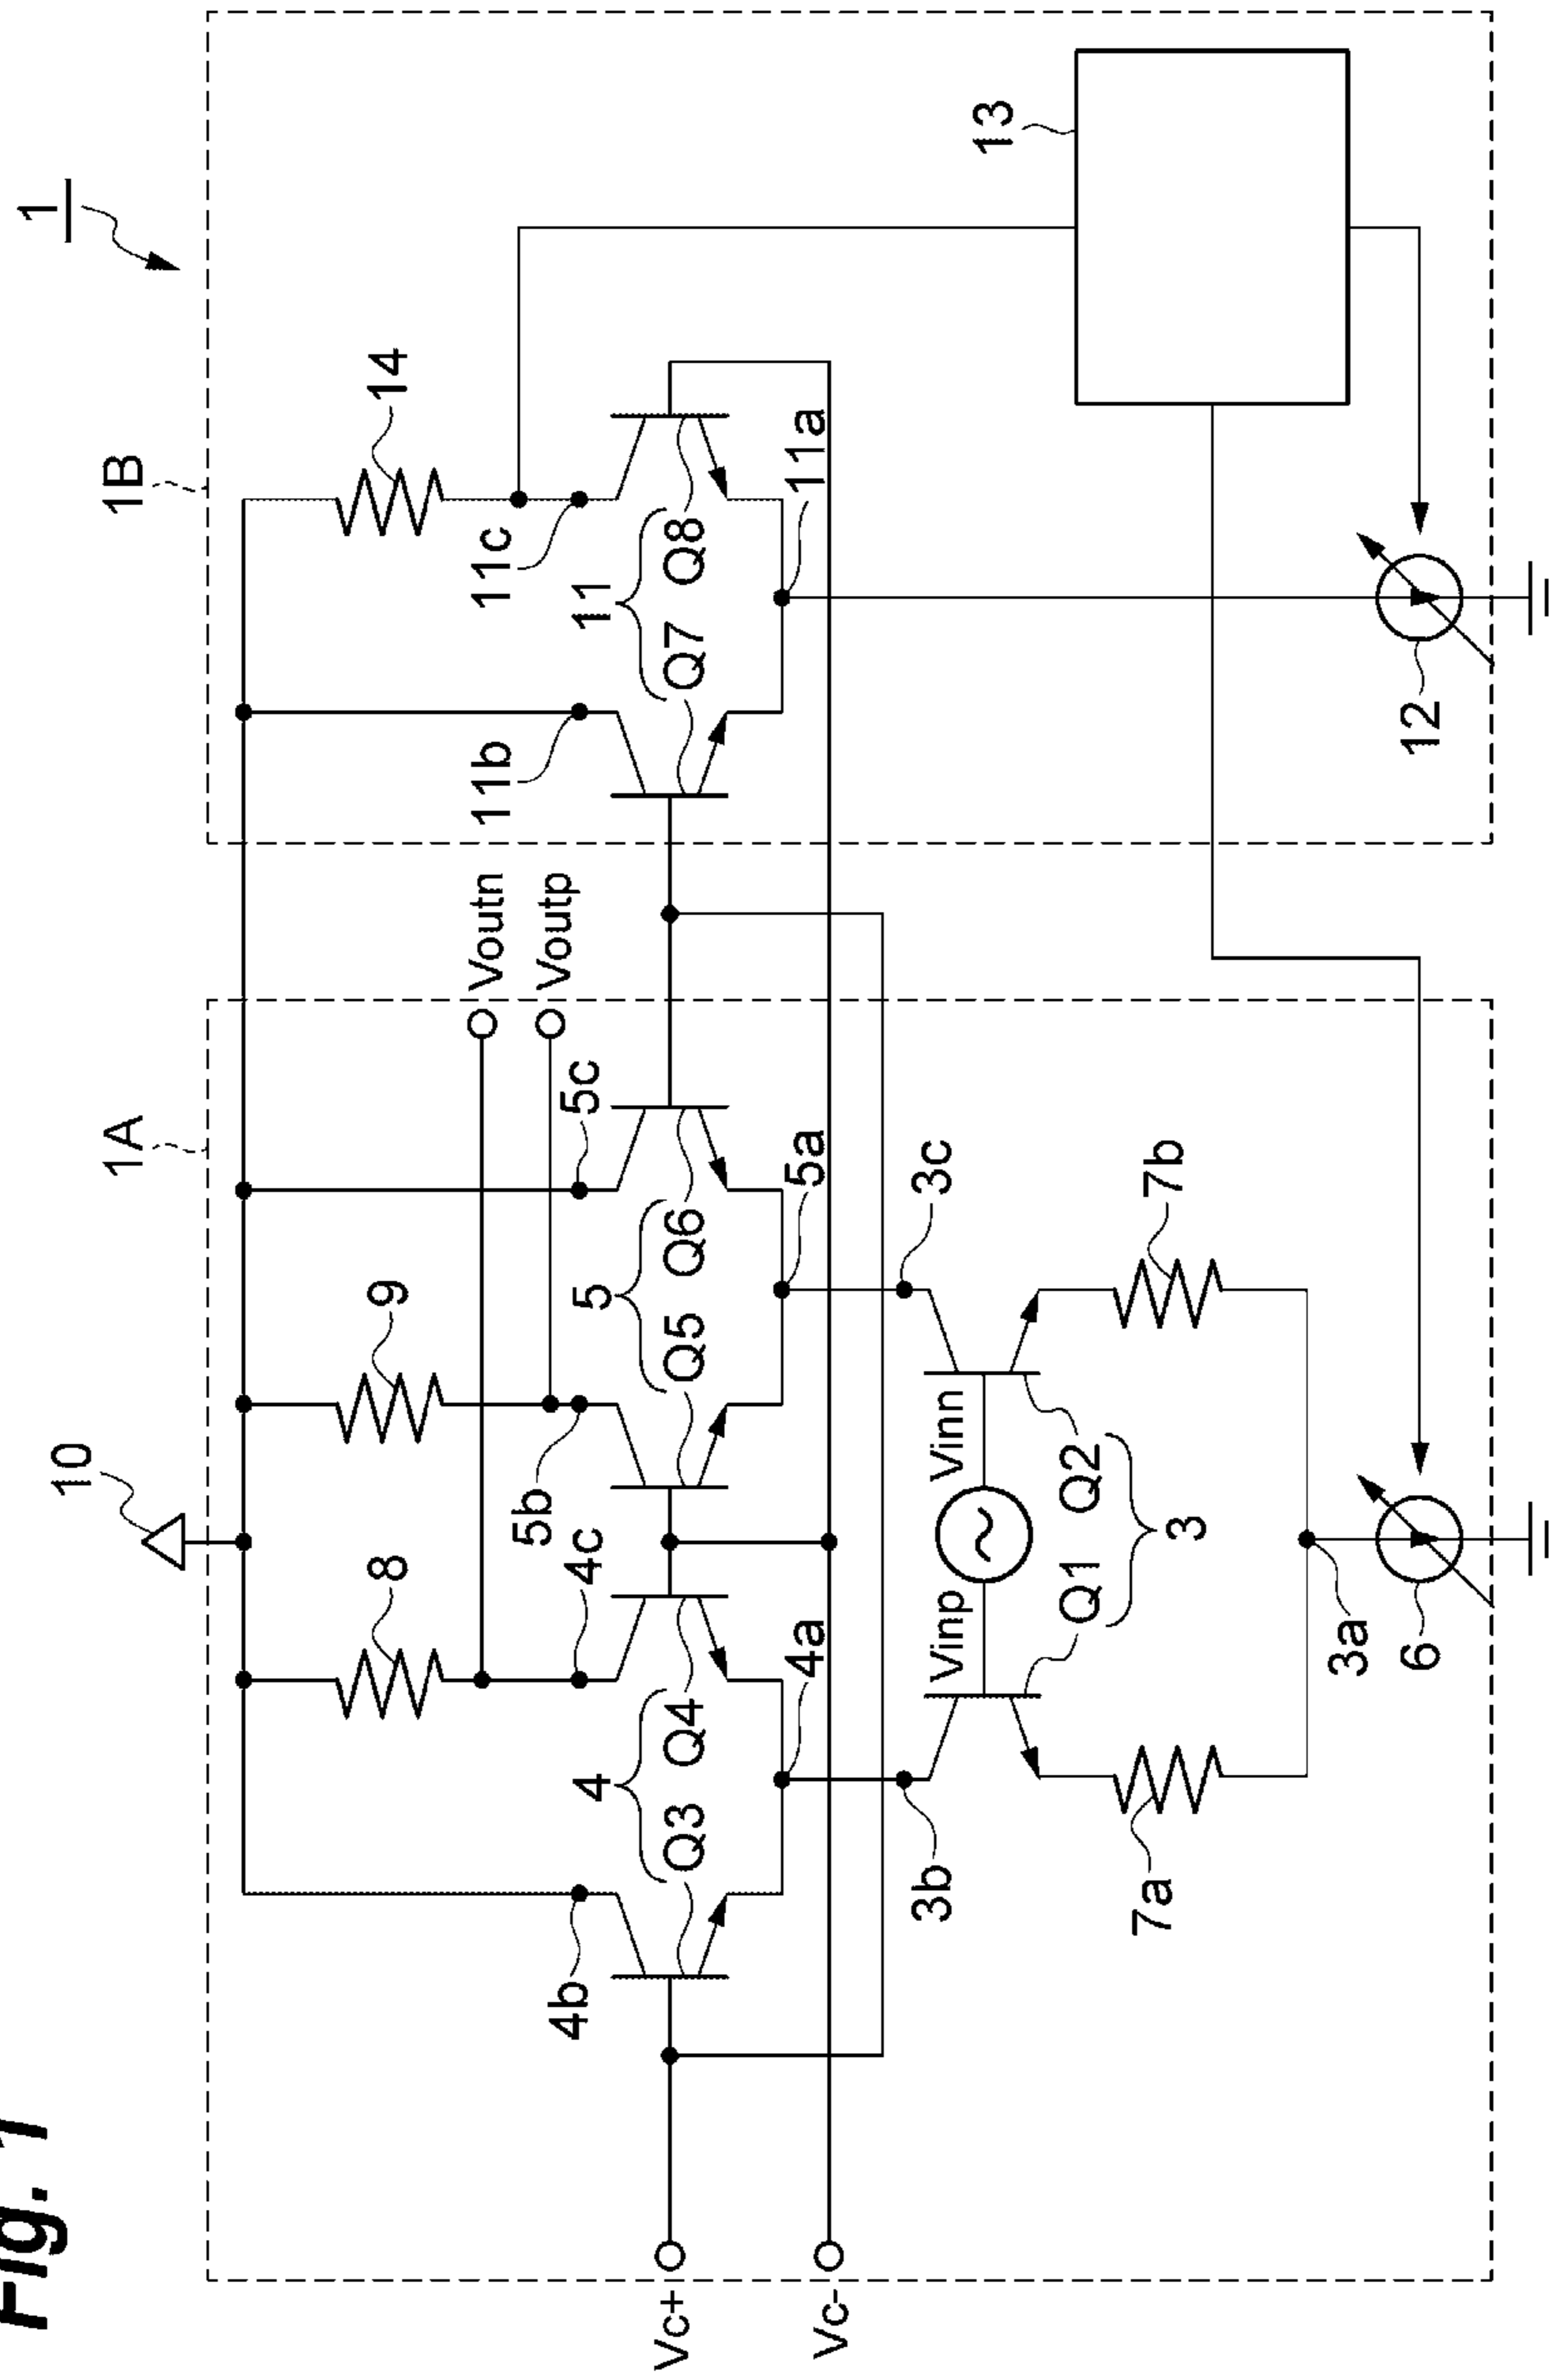 Fig. 1
1
1A
1B
10
8
9
14
Voutn
Voutp
13
4b
4c
5b
5c
11b
11c
4
Q3 Q4
5
Q5 Q6
11
Q7 Q8
Vc+
Vc-
4a
5a
11a
3b
Vinp
Vinn
3c
Q1 Q2
3
7a
7b
3a
6
12